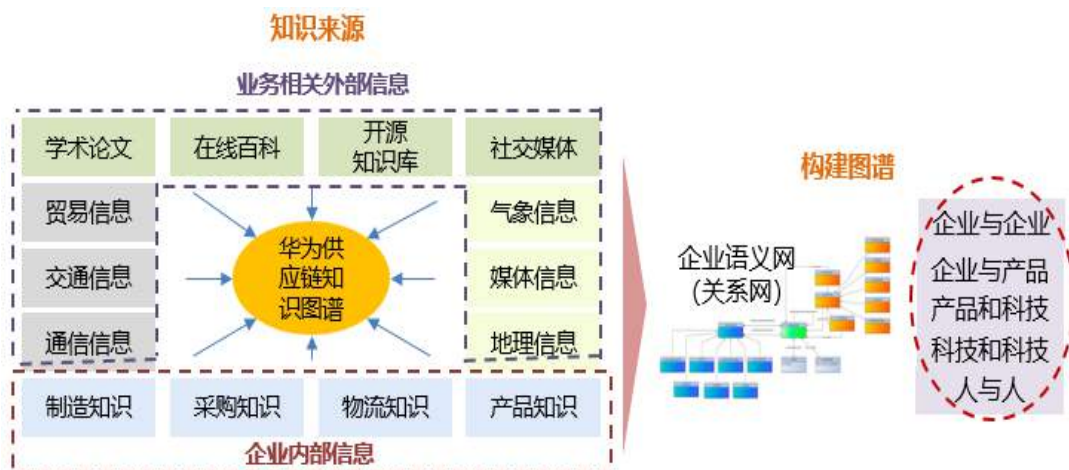 知识来源
业务相关外部信息
学术论文
在线百科
开源
知识库
社交媒体
贸易信息
交通信息
通信信息
华为供
应链知
识图谱
气象信息
媒体信息
地理信息
制造知识
采购知识
物流知识
产品知识
企业内部信息
构建图谱
企业语义网
(关系网)
企业与企业
企业与产品
产品和科技
科技和科技
人与人